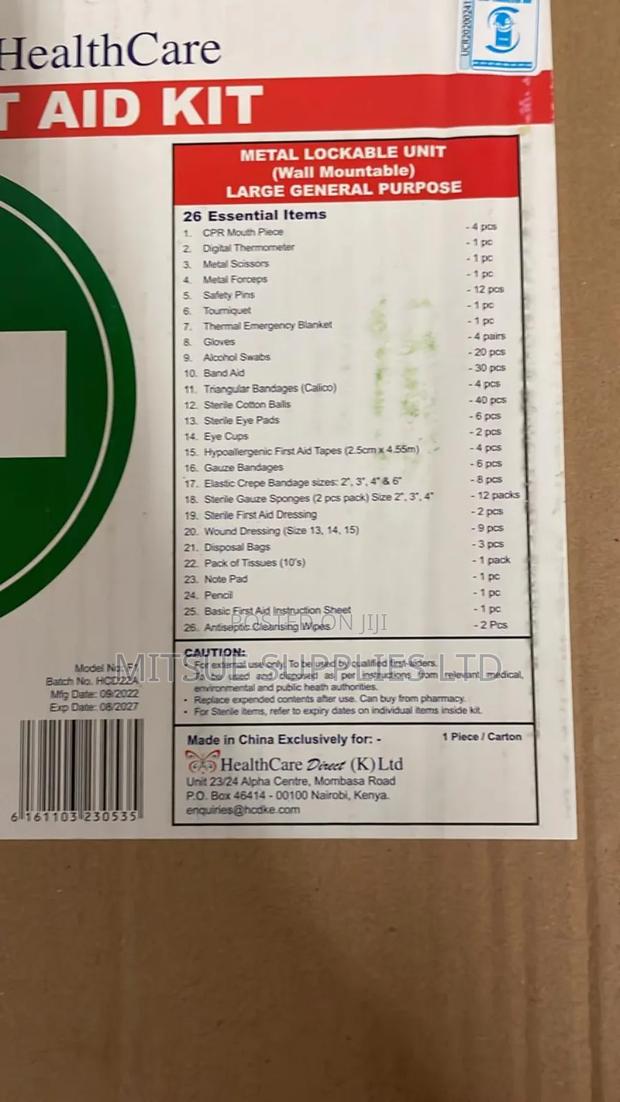 HealthCare
UCR20200241
T AID KIT
METAL LOCKABLE UNIT
(Wall Mountable)
LARGE GENERAL PURPOSE
26 Essential Items
1. CPR Mouth Piece - 4 pcs
2. Digital Thermometer - 1 pc
3. Metal Scissors - 1 pc
4. Metal Forceps - 1 pc
5. Safety Pins - 12 pcs
6. Tourniquet - 1 pc
7. Thermal Emergency Blanket - 1 pc
8. Gloves - 4 pairs
9. Alcohol Swabs - 20 pcs
10. Band Aid - 30 pcs
11. Triangular Bandages (Calico) - 4 pcs
12. Sterile Cotton Balls - 40 pcs
13. Sterile Eye Pads - 6 pcs
14. Eye Cups - 2 pcs
15. Hypoallergenic First Aid Tapes (2.5cm x 4.55m) - 4 pcs
16. Gauze Bandages - 6 pcs
17. Elastic Crepe Bandage sizes: 2", 3", 4" & 6" - 8 pcs
18. Sterile Gauze Sponges (2 pcs pack) Size 2", 3", 4" - 12 packs
19. Sterile First Aid Dressing - 2 pcs
20. Wound Dressing (Size 13, 14, 15) - 9 pcs
21. Disposal Bags - 3 pcs
22. Pack of Tissues (10's) - 1 pack
23. Note Pad - 1 pc
24. Pencil - 1 pc
25. Basic First Aid Instruction Sheet - 1 pc
26. Antiseptic Cleansing Wipes - 2 Pcs
POSTED ON JIJI
MITSU SUPPLIES LTD
CAUTION:
• For external use only. To be used by qualified first-aiders.
• To be used and disposed as per instructions from relevant medical,
environmental and public heath authorities.
• Replace expended contents after use. Can buy from pharmacy.
• For Sterile items, refer to expiry dates on individual items inside kit.
Model No: F1
Batch No. HCD22A
Mfg Date: 09/2022
Exp Date: 08/2027
6 161103 230535
Made in China Exclusively for: - 1 Piece / Carton
HealthCare Direct (K) Ltd
Unit 23/24 Alpha Centre, Mombasa Road
P.O. Box 46414 - 00100 Nairobi, Kenya.
enquiries@hcdke.com